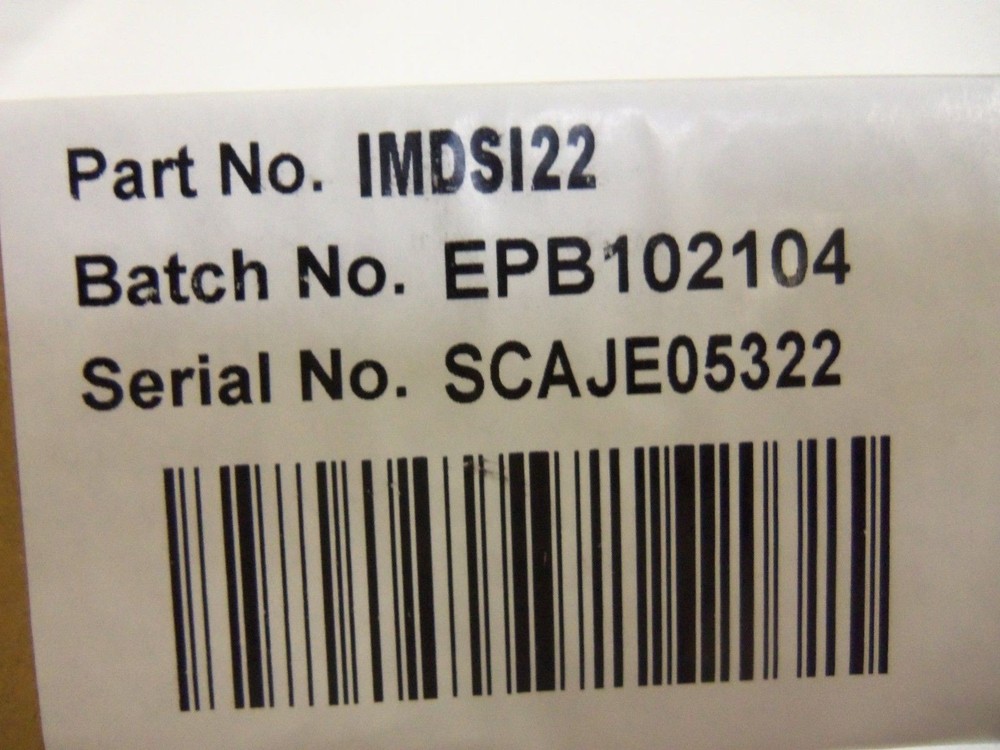 Part No. IMDSI22
Batch No. EPB102104
Serial No. SCAJE05322